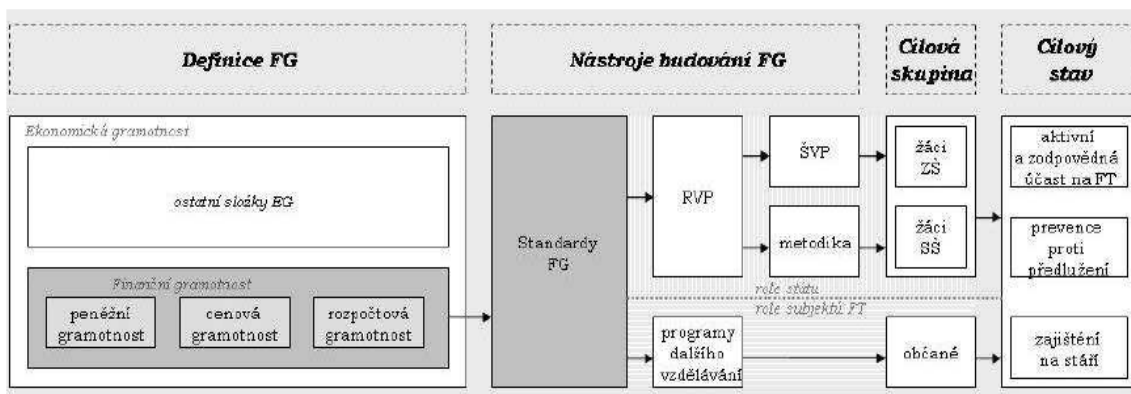 Definice FG
Nástroje budování FG
Cílová
skupina
Cílový
stav
Ekonomická gramotnost
ostatní složky EG
Finanční gramotnost
peněžní
gramotnost
cenová
gramotnost
rozpočtová
gramotnost
Standardy
FG
RVP
ŠVP
metodika
role státu
role subjektů FT
programy
dalšího
vzdělávání
žáci
ZŠ
žáci
SŠ
občané
aktivní
a zodpovědná
účast na FT
prevence
proti
předlužení
zajištění
na stáří